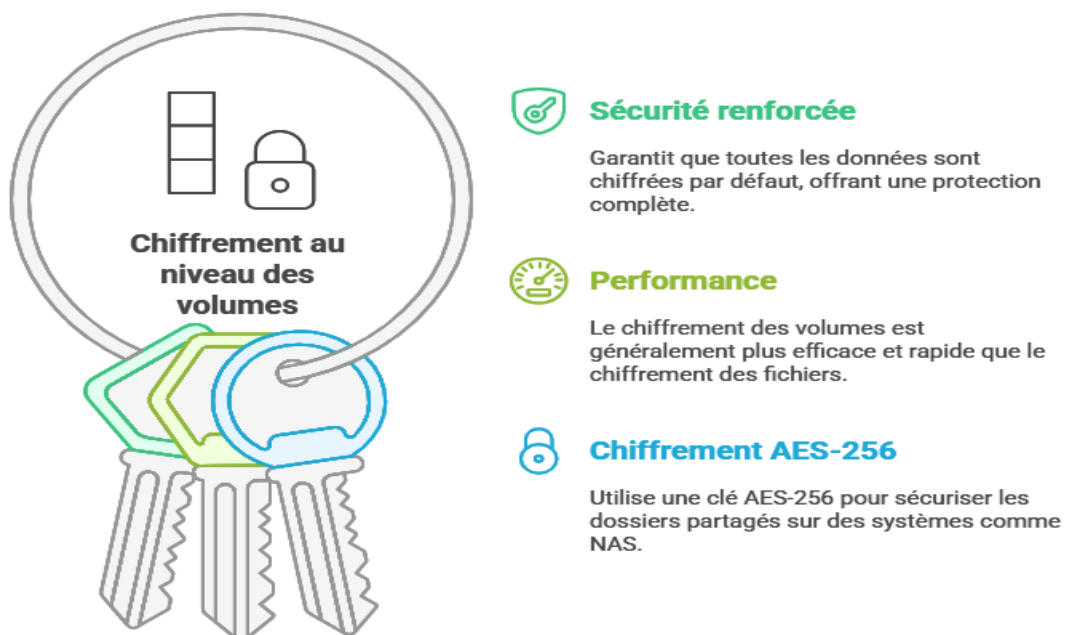 Chiffrement au
niveau des
volumes
Sécurité renforcée
Garantit que toutes les données sont
chiffrées par défaut, offrant une protection
complète.
Performance
Le chiffrement des volumes est
généralement plus efficace et rapide que le
chiffrement des fichiers.
Chiffrement AES-256
Utilise une clé AES-256 pour sécuriser les
dossiers partagés sur des systèmes comme
NAS.